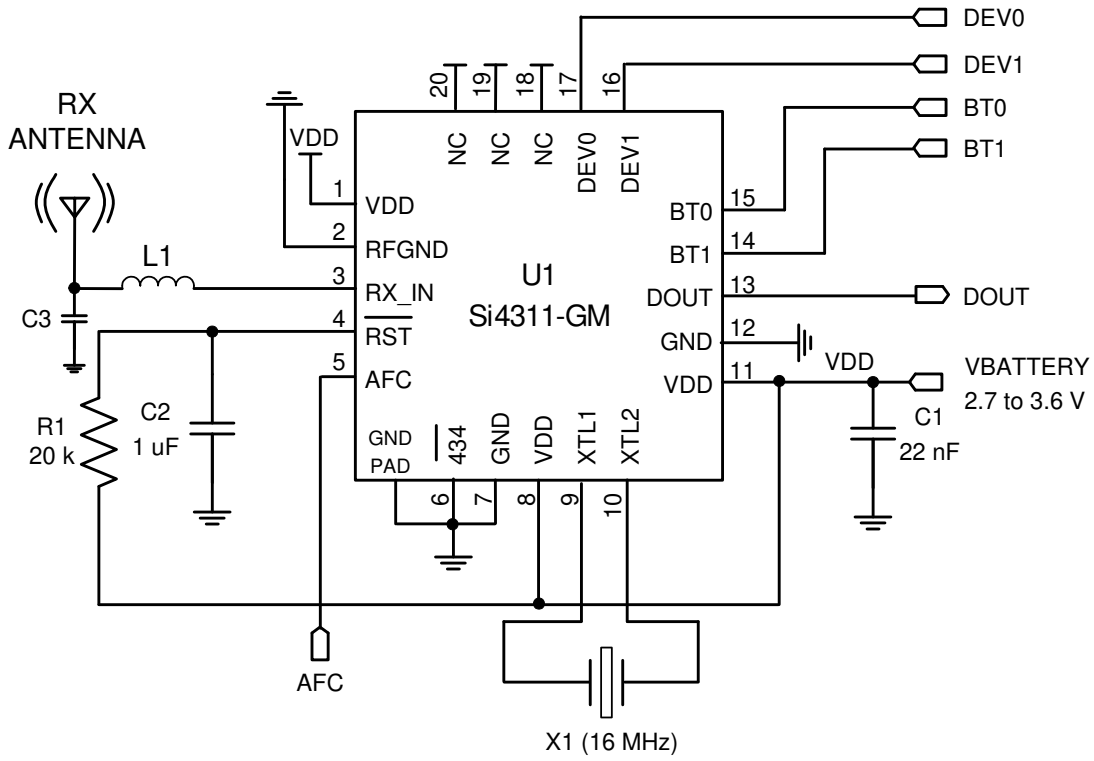 DEV0
DEV1
BT0
BT1
RX
ANTENNA
VDD
20
19
18
17
16
NC
NC
NC
DEV0
DEV1
1
VDD
2
RFGND
3
RX_IN
4
RST
5
AFC
L1
C3
U1
Si4311-GM
15
BT0
14
BT1
13
DOUT
DOUT
12
GND
11
VDD
VDD
VBATTERY
2.7 to 3.6 V
C1
22 nF
R1
20 k
C2
1 uF
GND
PAD
434
GND
VDD
XTL1
XTL2
6
7
8
9
10
AFC
X1 (16 MHz)